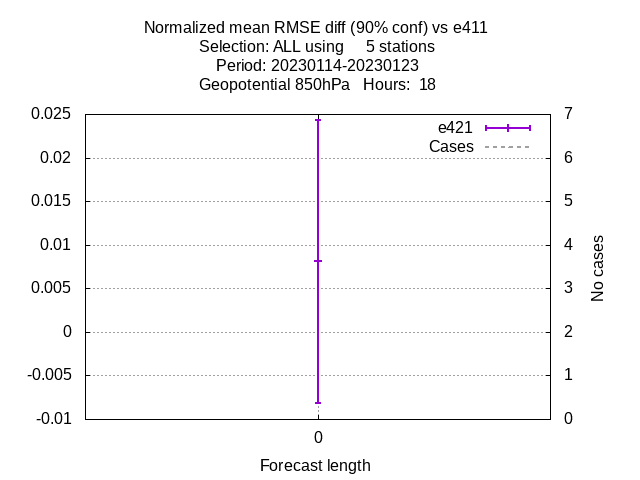 Normalized mean RMSE diff (90% conf) vs e411
Selection: ALL using     5 stations
Period: 20230114-20230123
Geopotential 850hPa   Hours:  18
0.025
0.02
0.015
0.01
0.005
0
-0.005
-0.01
e421
Cases
7
6
5
4
3
2
1
0
No cases
0
Forecast length